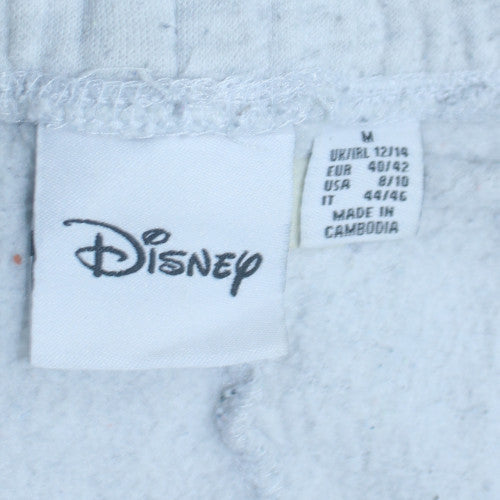 Disney
M
UK/IRL 12/14
EUR 40/42
USA 8/10
IT 44/46
MADE IN
CAMBODIA